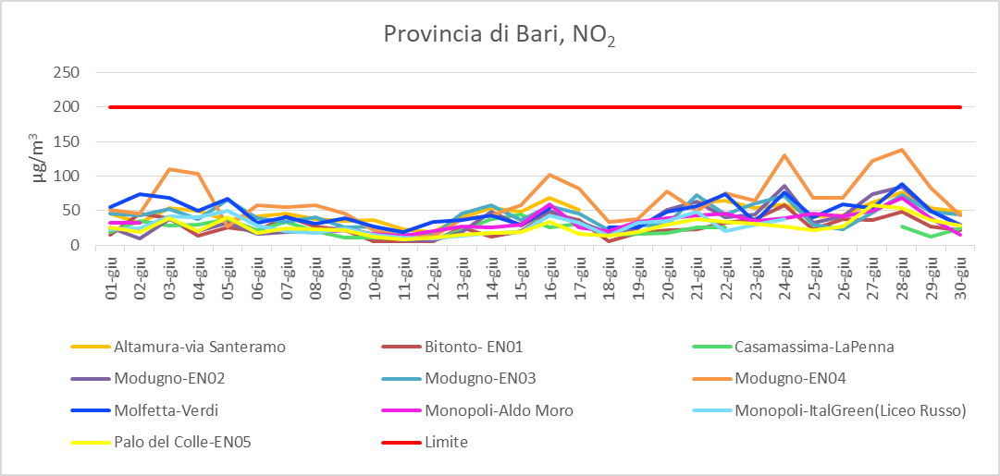 Provincia di Bari, NO₂
µg/m³
250
200
150
100
50
0
01-giu 02-giu 03-giu 04-giu 05-giu 06-giu 07-giu 08-giu 09-giu 10-giu 11-giu 12-giu 13-giu 14-giu 15-giu 16-giu 17-giu 18-giu 19-giu 20-giu 21-giu 22-giu 23-giu 24-giu 25-giu 26-giu 27-giu 28-giu 29-giu 30-giu
Altamura-via Santeramo Bitonto- EN01 Casamassima-LaPenna
Modugno-EN02 Modugno-EN03 Modugno-EN04
Molfetta-Verdi Monopoli-Aldo Moro Monopoli-ItalGreen(Liceo Russo)
Palo del Colle-EN05 Limite